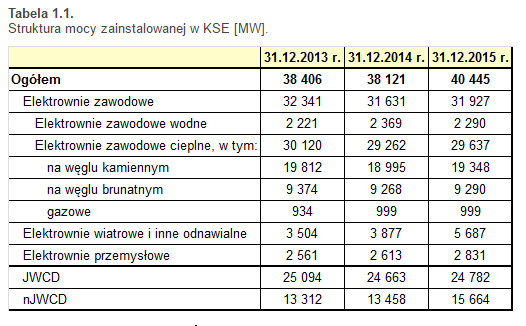 Tabela 1.1.
Struktura mocy zainstalowanej w KSE [MW].
31.12.2013 r. 31.12.2014 r. 31.12.2015 r.
Ogółem 38 406 38 121 40 445
Elektrownie zawodowe 32 341 31 631 31 927
Elektrownie zawodowe wodne 2 221 2 369 2 290
Elektrownie zawodowe cieplne, w tym: 30 120 29 262 29 637
na węglu kamiennym 19 812 18 995 19 348
na węglu brunatnym 9 374 9 268 9 290
gazowe 934 999 999
Elektrownie wiatrowe i inne odnawialne 3 504 3 877 5 687
Elektrownie przemysłowe 2 561 2 613 2 831
JWCD 25 094 24 663 24 782
nJWCD 13 312 13 458 15 664